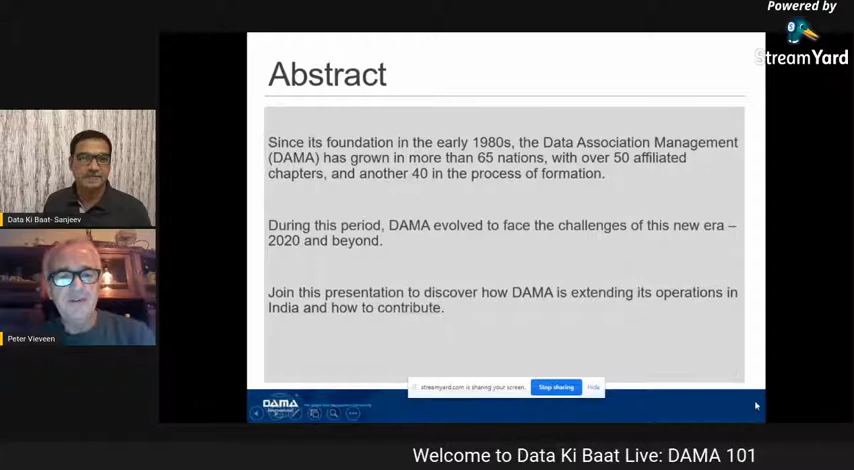 Powered by
StreamYard
Abstract
Since its foundation in the early 1980s, the Data Association Management
(DAMA) has grown in more than 65 nations, with over 50 affiliated
chapters, and another 40 in the process of formation.
During this period, DAMA evolved to face the challenges of this new era –
2020 and beyond.
Join this presentation to discover how DAMA is extending its operations in
India and how to contribute.
Data Ki Baat- Sanjeev
Peter Vieveen
streamyard.com is sharing your screen.
Stop sharing
Hide
DAMA
Welcome to Data Ki Baat Live: DAMA 101